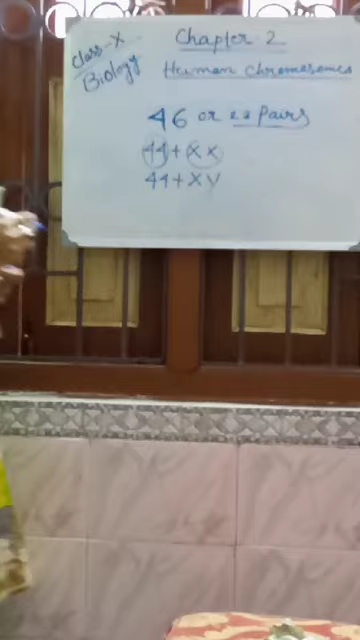 Class-X
Biology
Chapter-2
Human Chromosomes
46 or Pairs
44+XX
44+XY